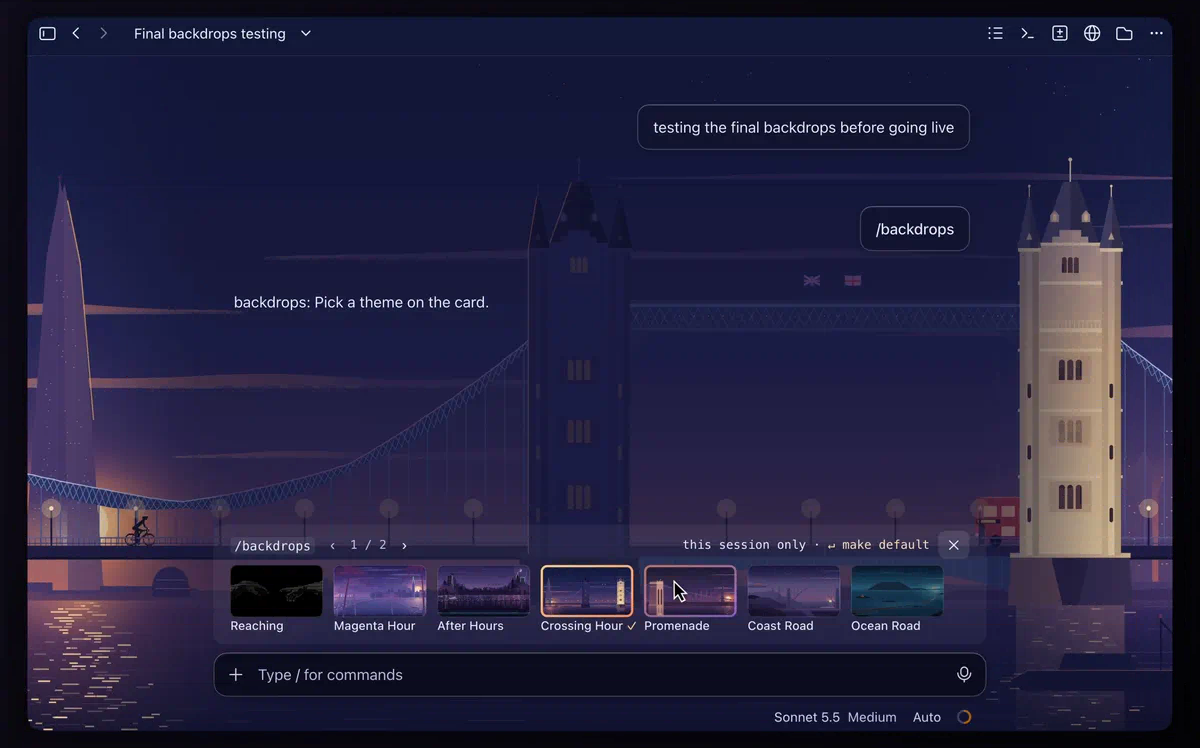 Final backdrops testing
testing the final backdrops before going live
/backdrops
backdrops: Pick a theme on the card.
/backdrops ‹ 1 / 2 › this session only · ↵ make default
Reaching Magenta Hour After Hours Crossing Hour ✓ Promenade Coast Road Ocean Road
Type / for commands
Sonnet 5.5 Medium Auto